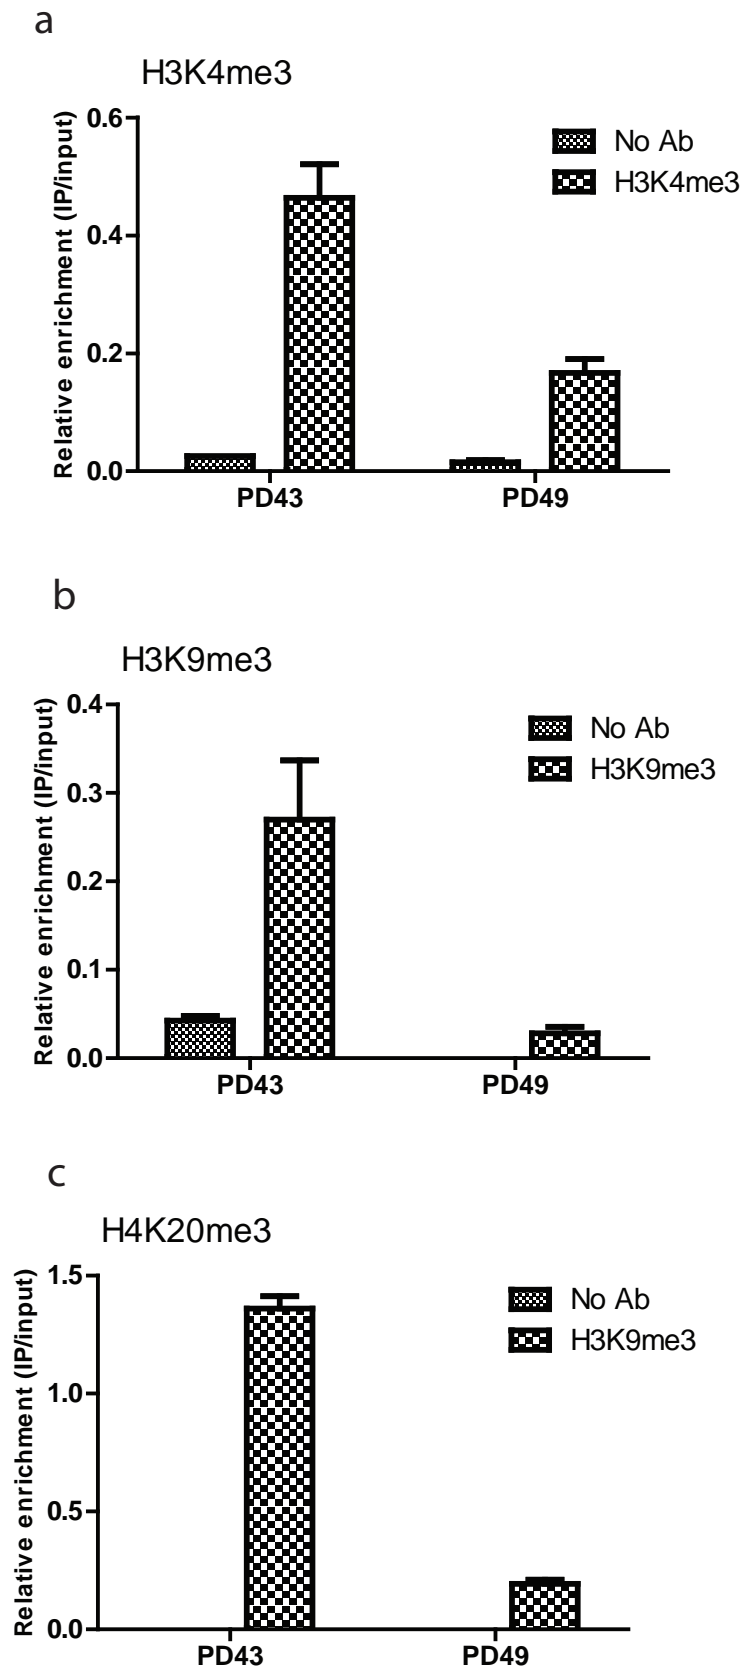 a
H3K4me3
Relative enrichment (IP/input)
0.6
0.4
0.2
0.0
No Ab
H3K4me3
PD43
PD49
b
H3K9me3
Relative enrichment (IP/input)
0.4
0.3
0.2
0.1
0.0
No Ab
H3K9me3
PD43
PD49
c
H4K20me3
Relative enrichment (IP/input)
1.5
1.0
0.5
0.0
No Ab
H3K9me3
PD43
PD49